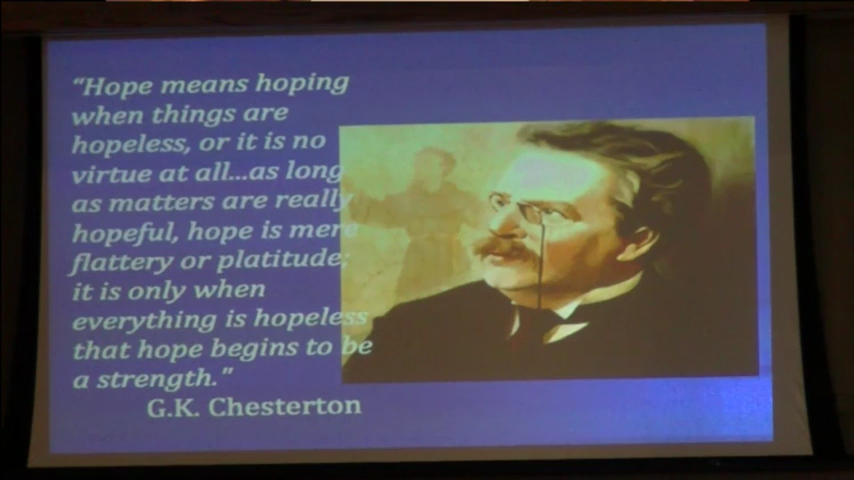 “Hope means hoping
when things are
hopeless, or it is no
virtue at all...as long
as matters are really
hopeful, hope is mere
flattery or platitude;
it is only when
everything is hopeless
that hope begins to be
a strength."
G.K. Chesterton